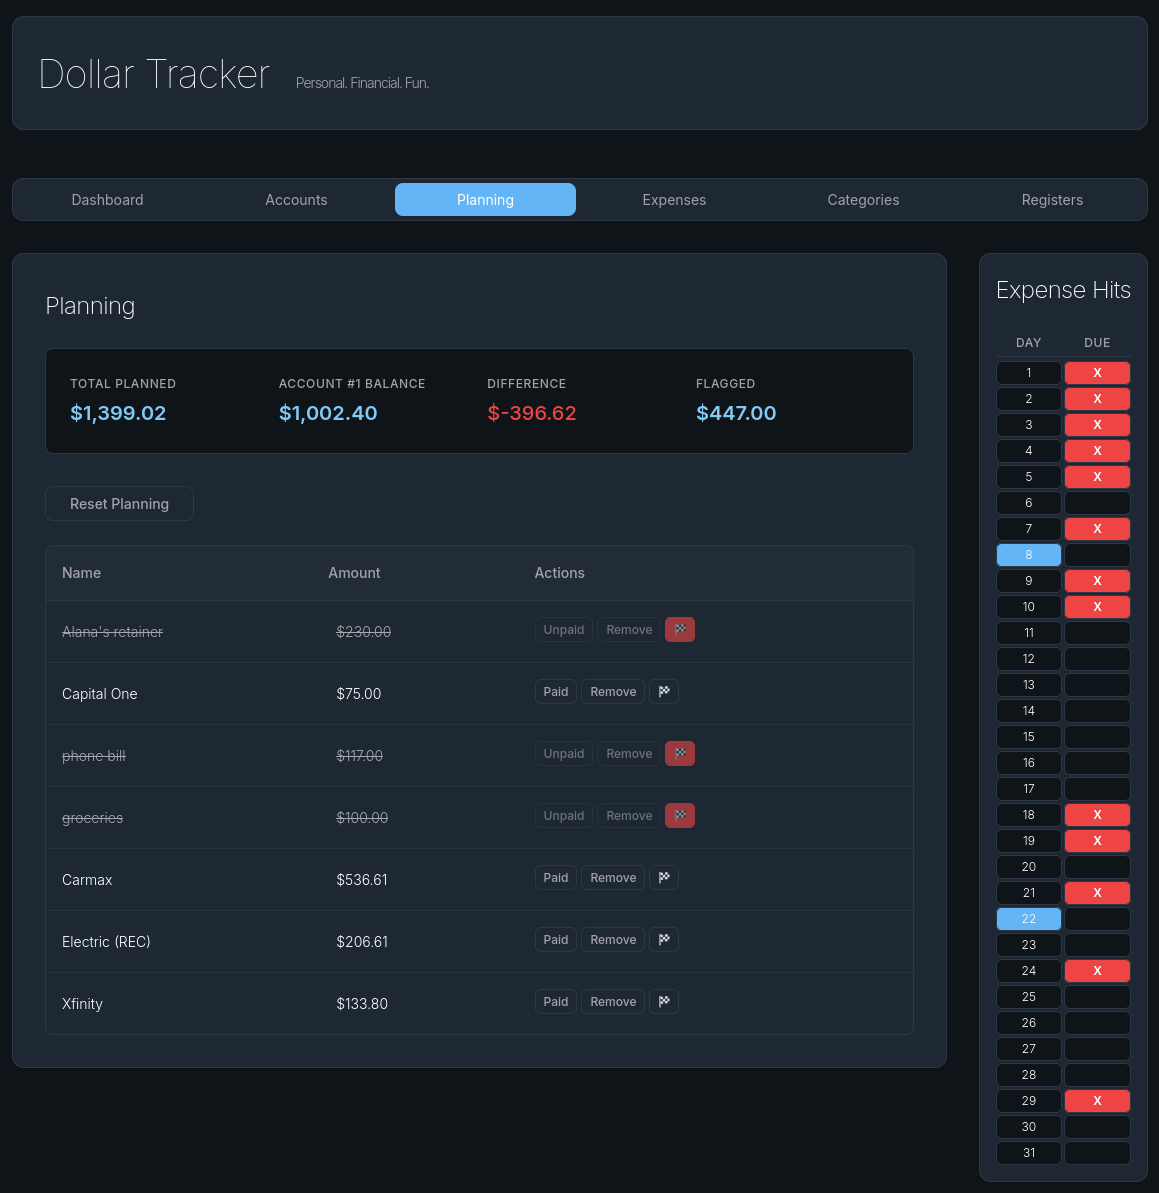 Dollar Tracker Personal. Financial. Fun.
Dashboard Accounts Planning Expenses Categories Registers
Planning
TOTAL PLANNED ACCOUNT #1 BALANCE DIFFERENCE FLAGGED
$1,399.02 $1,002.40 $-396.62 $447.00
Reset Planning
Name Amount Actions
Alana's retainer $230.00 Unpaid Remove
Capital One $75.00 Paid Remove
phone bill $117.00 Unpaid Remove
groceries $100.00 Unpaid Remove
Carmax $536.61 Paid Remove
Electric (REC) $206.61 Paid Remove
Xfinity $133.80 Paid Remove
Expense Hits
DAY DUE
1 X
2 X
3 X
4 X
5 X
6
7 X
8
9 X
10 X
11
12
13
14
15
16
17
18 X
19 X
20
21 X
22
23
24 X
25
26
27
28
29 X
30
31